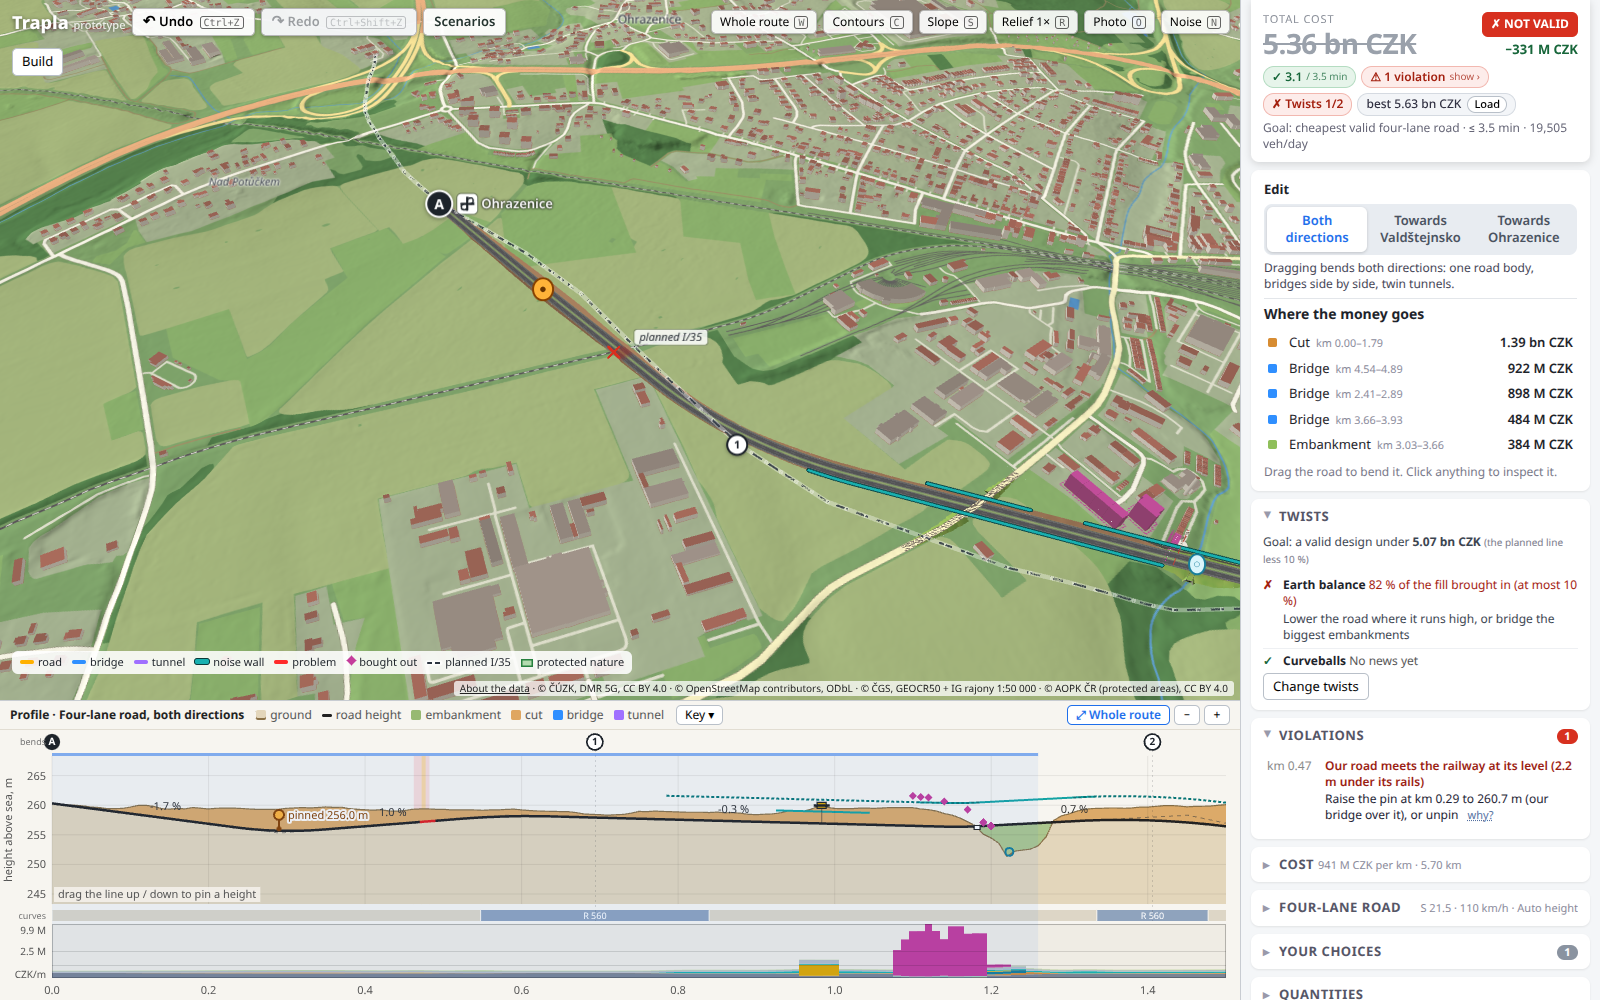 Trapla prototype
↶ Undo Ctrl+Z
↷ Redo Ctrl+Shift+Z
Scenarios
Ohrazenice
Whole route W
Contours C
Slope S
Relief 1× R
Photo O
Noise N
Build
Nad Potůčkem
A Ohrazenice
planned I/35
1
road
bridge
tunnel
noise wall
problem
bought out
planned I/35
protected nature
About the data · © ČÚZK, DMR 5G, CC BY 4.0 · © OpenStreetMap contributors, ODbL · © ČGS, GEOCR50 + IG rajony 1:50 000 · © AOPK ČR (protected areas), CC BY 4.0
Profile · Four-lane road, both directions
ground
road height
embankment
cut
bridge
tunnel
Key ▾
⤢ Whole route
−
+
bends
A
1
2
height above sea, m
265
260
255
250
245
-1.7 %
pinned 256.0 m
1.0 %
-0.3 %
0.7 %
drag the line up / down to pin a height
curves
R 560
R 560
9.9 M
2.5 M
CZK/m
0.0
0.2
0.4
0.6
0.8
1.0
1.2
1.4
TOTAL COST
✗ NOT VALID
5.36 bn CZK
−331 M CZK
✓ 3.1 / 3.5 min
⚠ 1 violation show ›
✗ Twists 1/2
best 5.63 bn CZK Load
Goal: cheapest valid four-lane road · ≤ 3.5 min · 19,505
veh/day
Edit
Both
directions
Towards
Valdštejnsko
Towards
Ohrazenice
Dragging bends both directions: one road body,
bridges side by side, twin tunnels.
Where the money goes
Cut km 0.00–1.79 1.39 bn CZK
Bridge km 4.54–4.89 922 M CZK
Bridge km 2.41–2.89 898 M CZK
Bridge km 3.66–3.93 484 M CZK
Embankment km 3.03–3.66 384 M CZK
Drag the road to bend it. Click anything to inspect it.
▼ TWISTS
Goal: a valid design under 5.07 bn CZK (the planned line
less 10 %)
✗ Earth balance 82 % of the fill brought in (at most 10
%)
Lower the road where it runs high, or bridge the
biggest embankments
✓ Curveballs No news yet
Change twists
▼ VIOLATIONS 1
km 0.47 Our road meets the railway at its level (2.2
m under its rails)
Raise the pin at km 0.29 to 260.7 m (our
bridge over it), or unpin why?
▶ COST 941 M CZK per km · 5.70 km
▶ FOUR-LANE ROAD S 21.5 · 110 km/h · Auto height
▶ YOUR CHOICES 1
▶ QUANTITIES